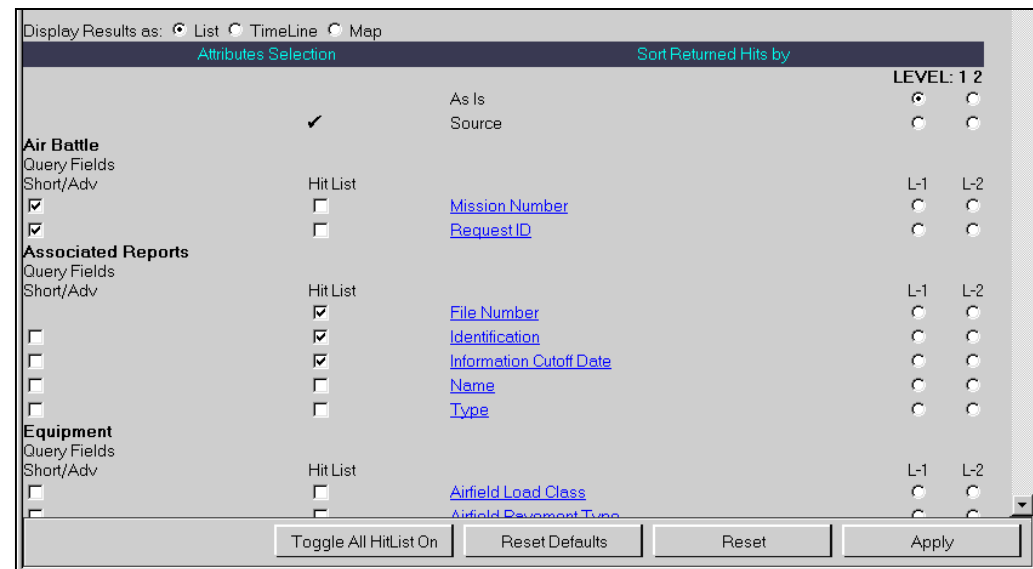 Display Results as: List TimeLine Map
Attributes Selection Sort Returned Hits by
LEVEL: 1 2
As Is
Source
Air Battle
Query Fields
Short/Adv Hit List L-1 L-2
Mission Number
Request ID
Associated Reports
Query Fields
Short/Adv Hit List L-1 L-2
File Number
Identification
Information Cutoff Date
Name
Type
Equipment
Query Fields
Short/Adv Hit List L-1 L-2
Airfield Load Class
Airfield Pavement Type
Toggle All HitList On Reset Defaults Reset Apply